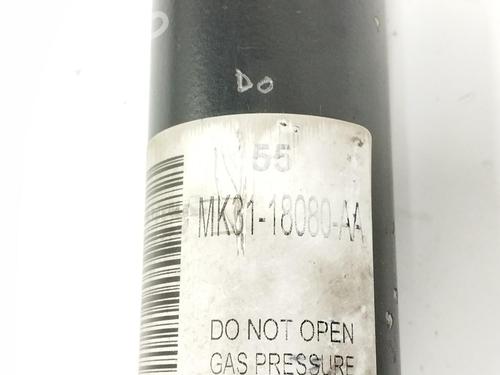 DO
55
MK31-18080-AA
DO NOT OPEN
GAS PRESSURE